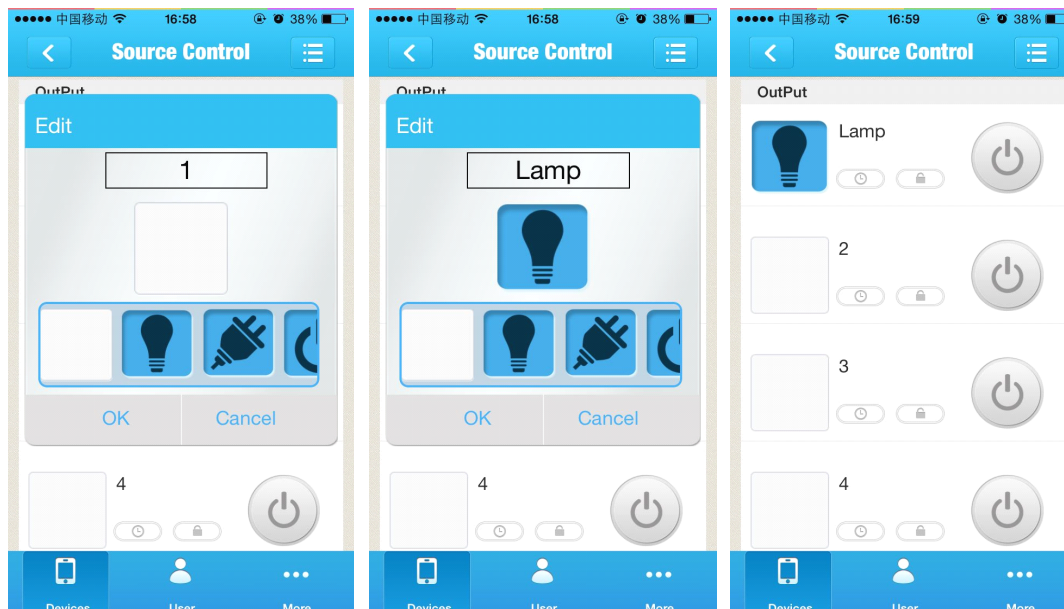 中国移动 16:58 38%
Source Control
OutPut
Edit
1
OK Cancel
4
Devices User More
中国移动 16:58 38%
Source Control
OutPut
Edit
Lamp
OK Cancel
4
Devices User More
中国移动 16:59 38%
Source Control
OutPut
Lamp
2
3
4
Devices User More